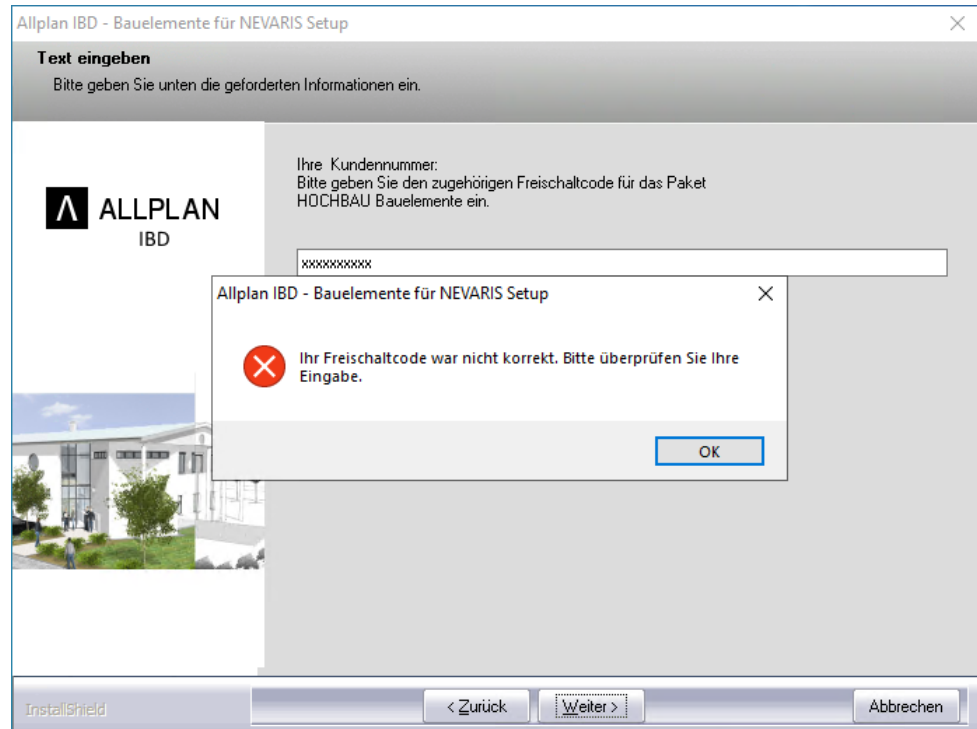 Allplan IBD - Bauelemente für NEVARIS Setup
Text eingeben
Bitte geben Sie unten die geforderten Informationen ein.
ALLPLAN
IBD
Ihre Kundennummer:
Bitte geben Sie den zugehörigen Freischaltcode für das Paket
HOCHBAU Bauelemente ein.
xxxxxxxxxx
Allplan IBD - Bauelemente für NEVARIS Setup
Ihr Freischaltcode war nicht korrekt. Bitte überprüfen Sie Ihre
Eingabe.
OK
InstallShield
< Zurück
Weiter >
Abbrechen